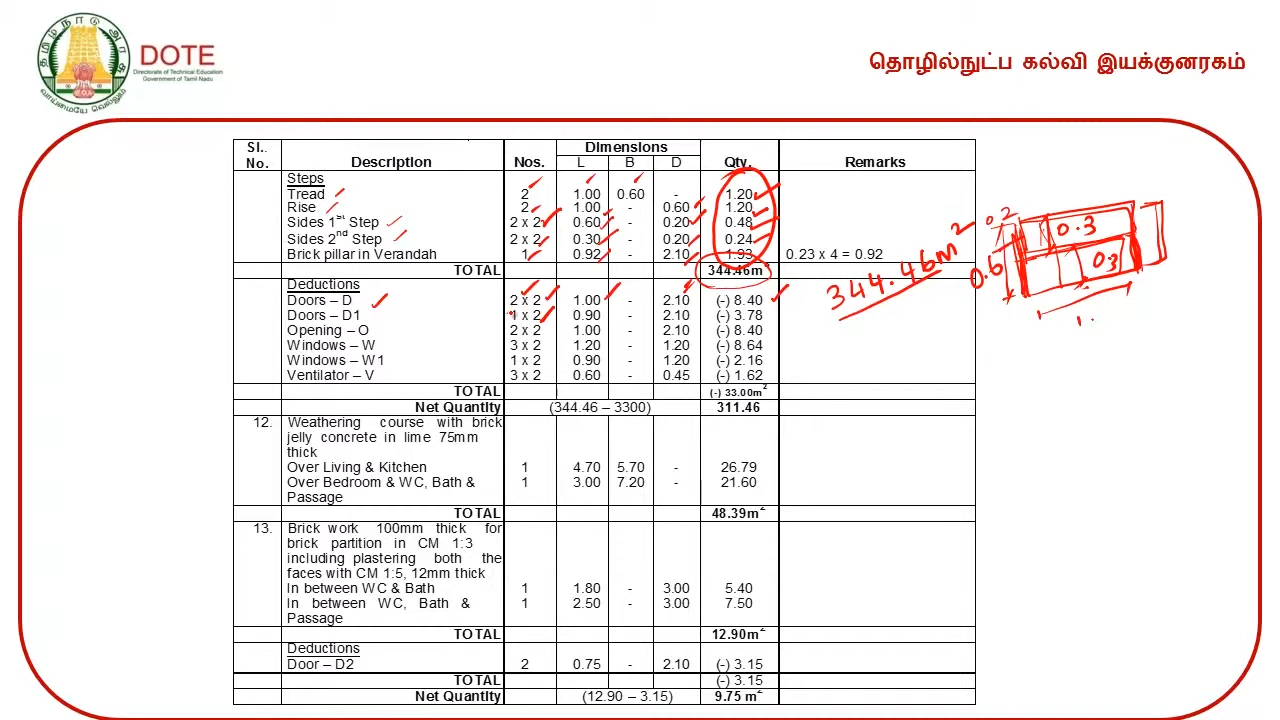 தமிழ்நாடு அரசு
வாய்மையே வெல்லும்
DOTE
Directorate of Technical Education
Government of Tamil Nadu
தொழில்நுட்ப கல்வி இயக்குனரகம்
Sl.. No. Description Nos. Dimensions L B D Qty. Remarks
Steps
Tread 2 1.00 0.60 - 1.20
Rise 2 1.00 - 0.60 1.20
Sides 1st Step 2 x 2 0.60 - 0.20 0.48
Sides 2nd Step 2 x 2 0.30 - 0.20 0.24
Brick pillar in Verandah 1 0.92 - 2.10 1.93 0.23 x 4 = 0.92
TOTAL 344.46m
Deductions
Doors – D 2 x 2 1.00 - 2.10 (-) 8.40
Doors – D1 1 x 2 0.90 - 2.10 (-) 3.78
Opening – O 2 x 2 1.00 - 2.10 (-) 8.40
Windows – W 3 x 2 1.20 - 1.20 (-) 8.64
Windows – W1 1 x 2 0.90 - 1.20 (-) 2.16
Ventilator – V 3 x 2 0.60 - 0.45 (-) 1.62
TOTAL (-) 33.00m²
Net Quantity (344.46 – 3300) 311.46
12. Weathering course with brick
jelly concrete in lime 75mm
thick
Over Living & Kitchen 1 4.70 5.70 - 26.79
Over Bedroom & WC, Bath & 1 3.00 7.20 - 21.60
Passage
TOTAL 48.39m²
13. Brick work 100mm thick for
brick partition in CM 1:3
including plastering both the
faces with CM 1:5, 12mm thick
In between WC & Bath 1 1.80 - 3.00 5.40
In between WC, Bath & 1 2.50 - 3.00 7.50
Passage
TOTAL 12.90m²
Deductions
Door – D2 2 0.75 - 2.10 (-) 3.15
TOTAL (-) 3.15
Net Quantity (12.90 – 3.15) 9.75 m²
344.46m²
0.2
0.3
0.6
03
1.